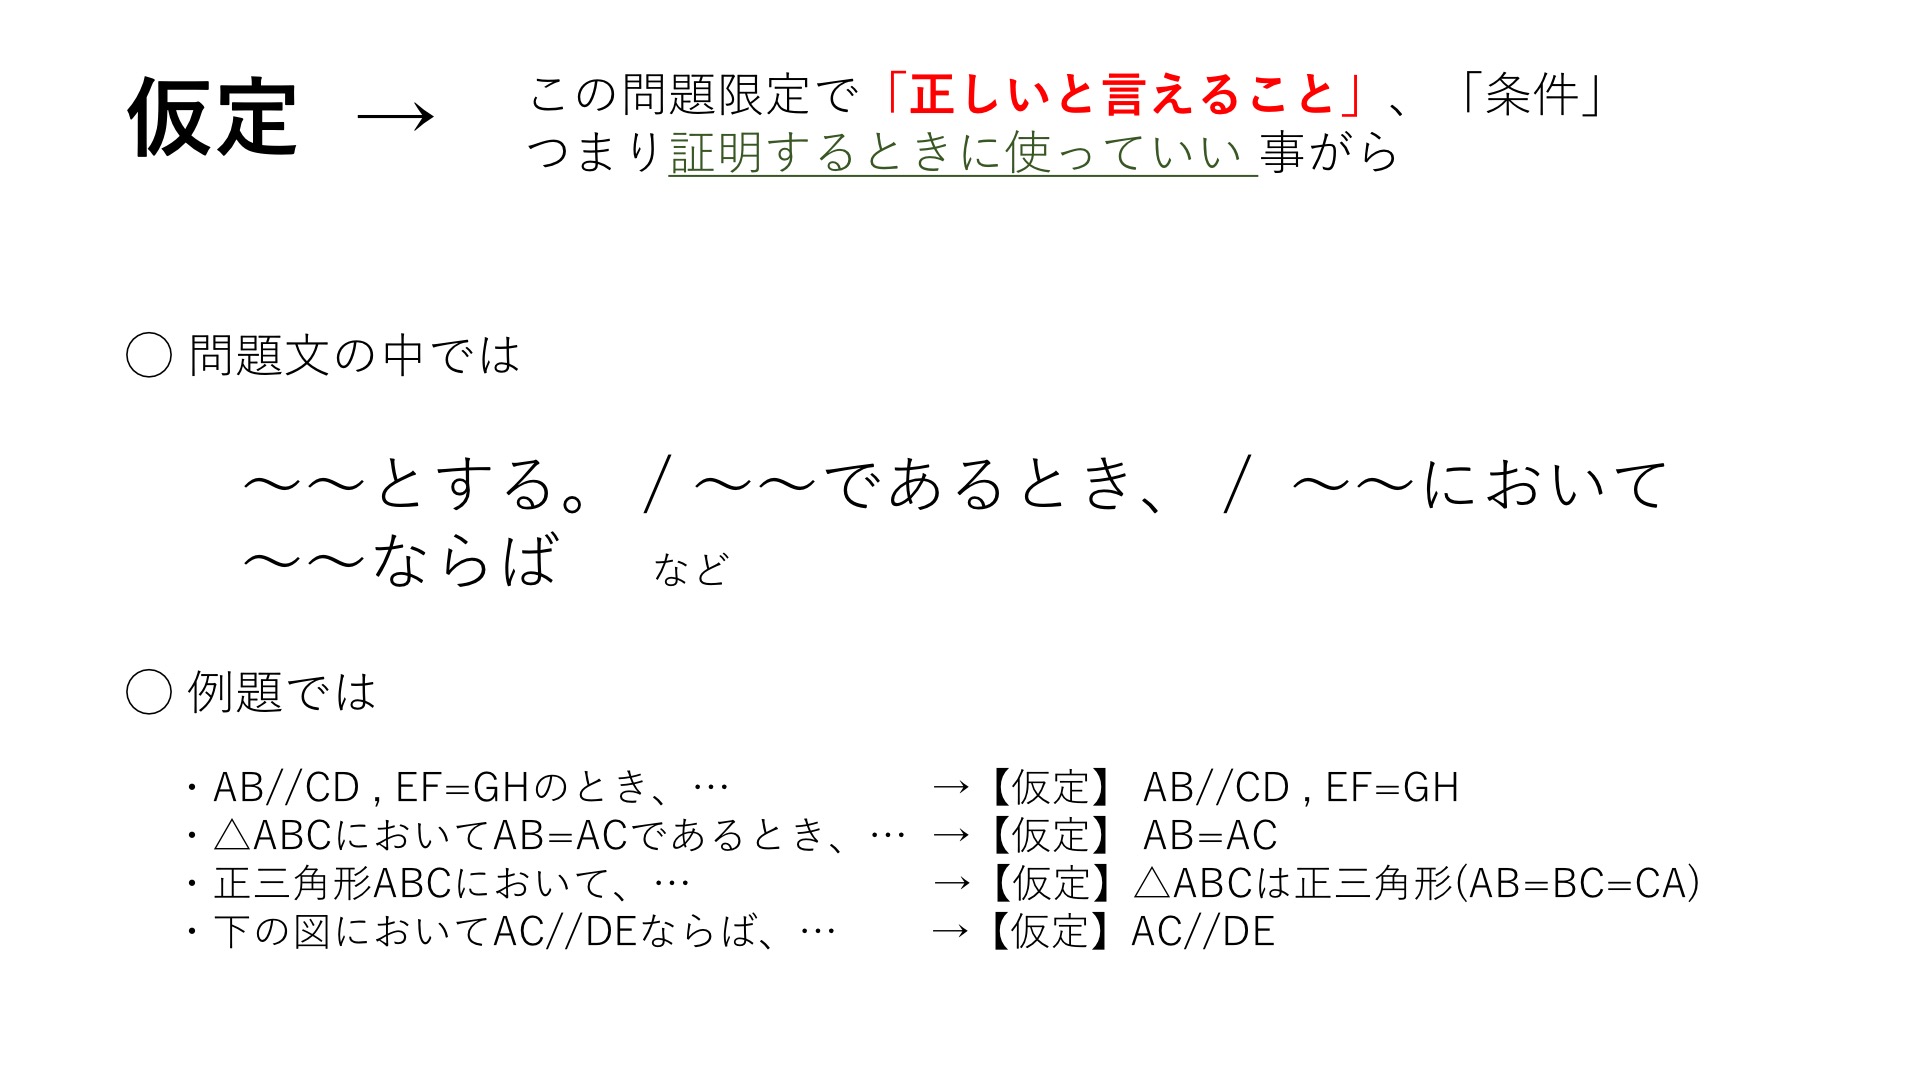 仮定 → この問題限定で「正しいと言えること」、「条件」
つまり証明するときに使っていい 事がら
◯ 問題文の中では
〜〜とする。 / 〜〜であるとき、 / 〜〜において
〜〜ならば など
◯ 例題では
・AB//CD , EF=GHのとき、… →【仮定】 AB//CD , EF=GH
・△ABCにおいてAB=ACであるとき、… →【仮定】 AB=AC
・正三角形ABCにおいて、… →【仮定】△ABCは正三角形(AB=BC=CA)
・下の図においてAC//DEならば、… →【仮定】AC//DE